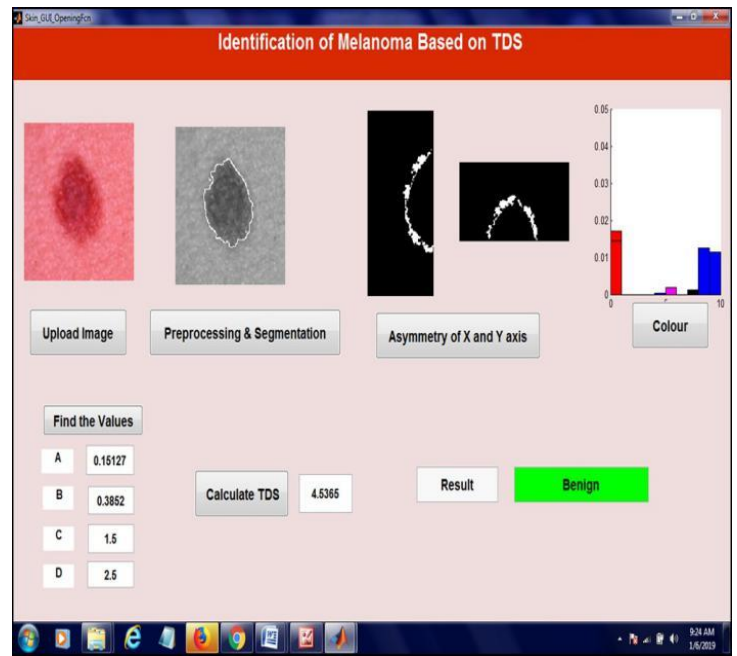 Skin_GUI_OpeningFcn
Identification of Melanoma Based on TDS
0.05
0.04
0.03
0.02
0.01
0
0
10
Upload Image
Preprocessing & Segmentation
Asymmetry of X and Y axis
Colour
Find the Values
A 0.15127
B 0.3852
C 1.5
D 2.5
Calculate TDS 4.5365
Result Benign
9:24 AM
1/6/2019